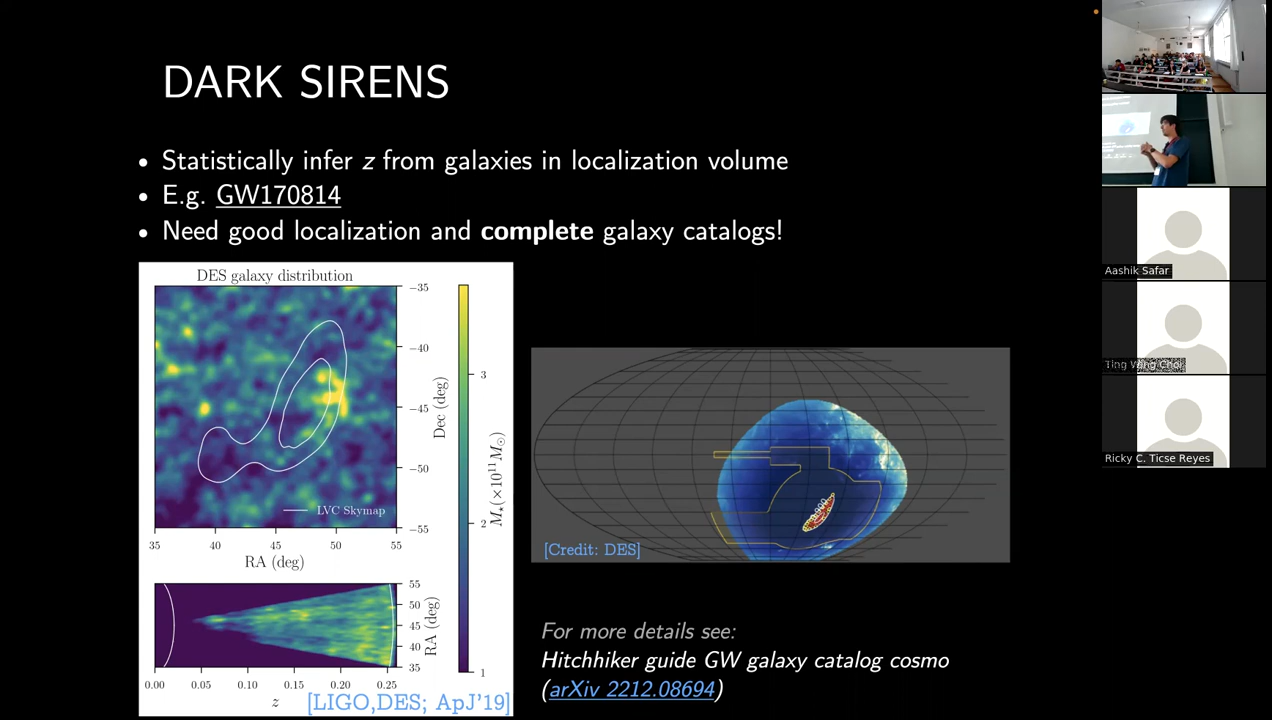 DARK SIRENS
• Statistically infer z from galaxies in localization volume
• E.g. GW170814
• Need good localization and complete galaxy catalogs!
DES galaxy distribution
−35
−40
−45
−50
−55
Dec (deg)
LVC Skymap
35
40
45
50
55
RA (deg)
3
2
1
M⋆(×10¹¹M☉)
55
50
45
40
35
RA (deg)
0.00
0.05
0.10
0.15
0.20
0.25
z
[LIGO,DES; ApJ'19]
[Credit: DES]
For more details see:
Hitchhiker guide GW galaxy catalog cosmo
(arXiv 2212.08694)
Aashik Safar
Ricky C. Ticse Reyes